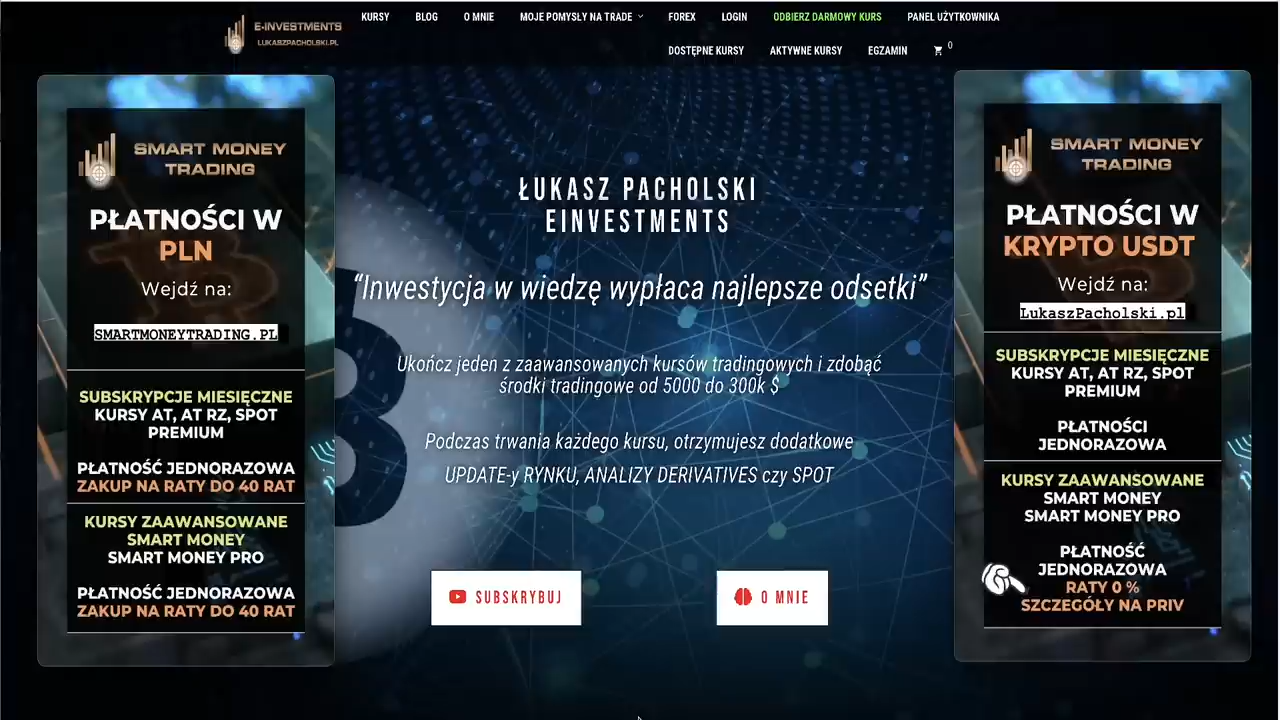 E-INVESTMENTS
LUKASZPACHOLSKI.PL
KURSY
BLOG
O MNIE
MOJE POMYSŁY NA TRADE
FOREX
LOGIN
ODBIERZ DARMOWY KURS
PANEL UŻYTKOWNIKA
DOSTĘPNE KURSY
AKTYWNE KURSY
EGZAMIN
0
SMART MONEY
TRADING
PŁATNOŚCI W
PLN
Wejdź na:
SMARTMONEYTRADING.PL
SUBSKRYPCJE MIESIĘCZNE
KURSY AT, AT RZ, SPOT
PREMIUM
PŁATNOŚĆ JEDNORAZOWA
ZAKUP NA RATY DO 40 RAT
KURSY ZAAWANSOWANE
SMART MONEY
SMART MONEY PRO
PŁATNOŚĆ JEDNORAZOWA
ZAKUP NA RATY DO 40 RAT
ŁUKASZ PACHOLSKI
EINVESTMENTS
“Inwestycja w wiedzę wypłaca najlepsze odsetki”
Ukończ jeden z zaawansowanych kursów tradingowych i zdobąć
środki tradingowe od 5000 do 300k $
Podczas trwania każdego kursu, otrzymujesz dodatkowe
UPDATE-y RYNKU, ANALIZY DERIVATIVES czy SPOT
SUBSKRYBUJ
O MNIE
SMART MONEY
TRADING
PŁATNOŚCI W
KRYPTO USDT
Wejdź na:
LukaszPacholski.pl
SUBSKRYPCJE MIESIĘCZNE
KURSY AT, AT RZ, SPOT
PREMIUM
PŁATNOŚCI
JEDNORAZOWA
KURSY ZAAWANSOWANE
SMART MONEY
SMART MONEY PRO
PŁATNOŚĆ
JEDNORAZOWA
RATY 0 %
SZCZEGÓŁY NA PRIV